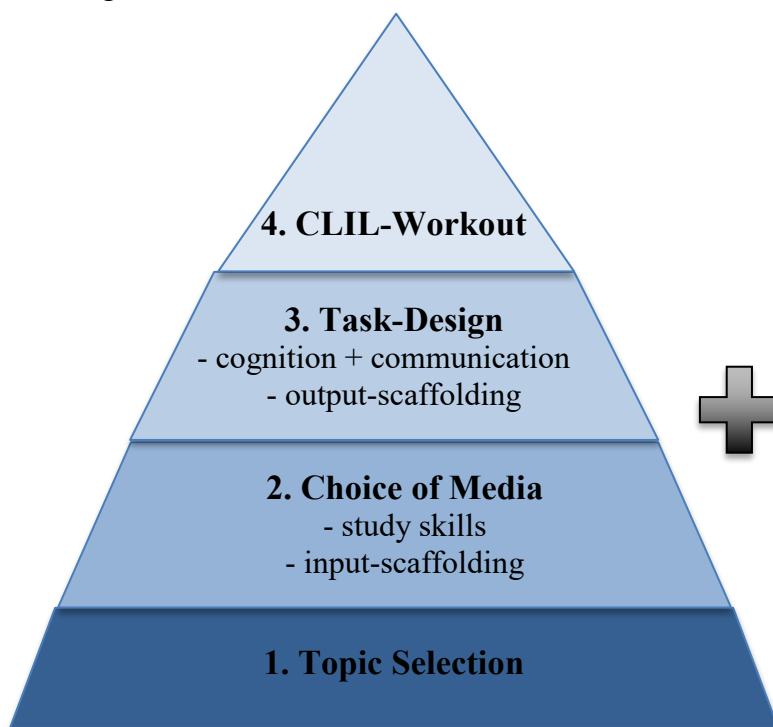 4. CLIL-Workout
3. Task-Design
- cognition + communication
- output-scaffolding
2. Choice of Media
- study skills
- input-scaffolding
1. Topic Selection